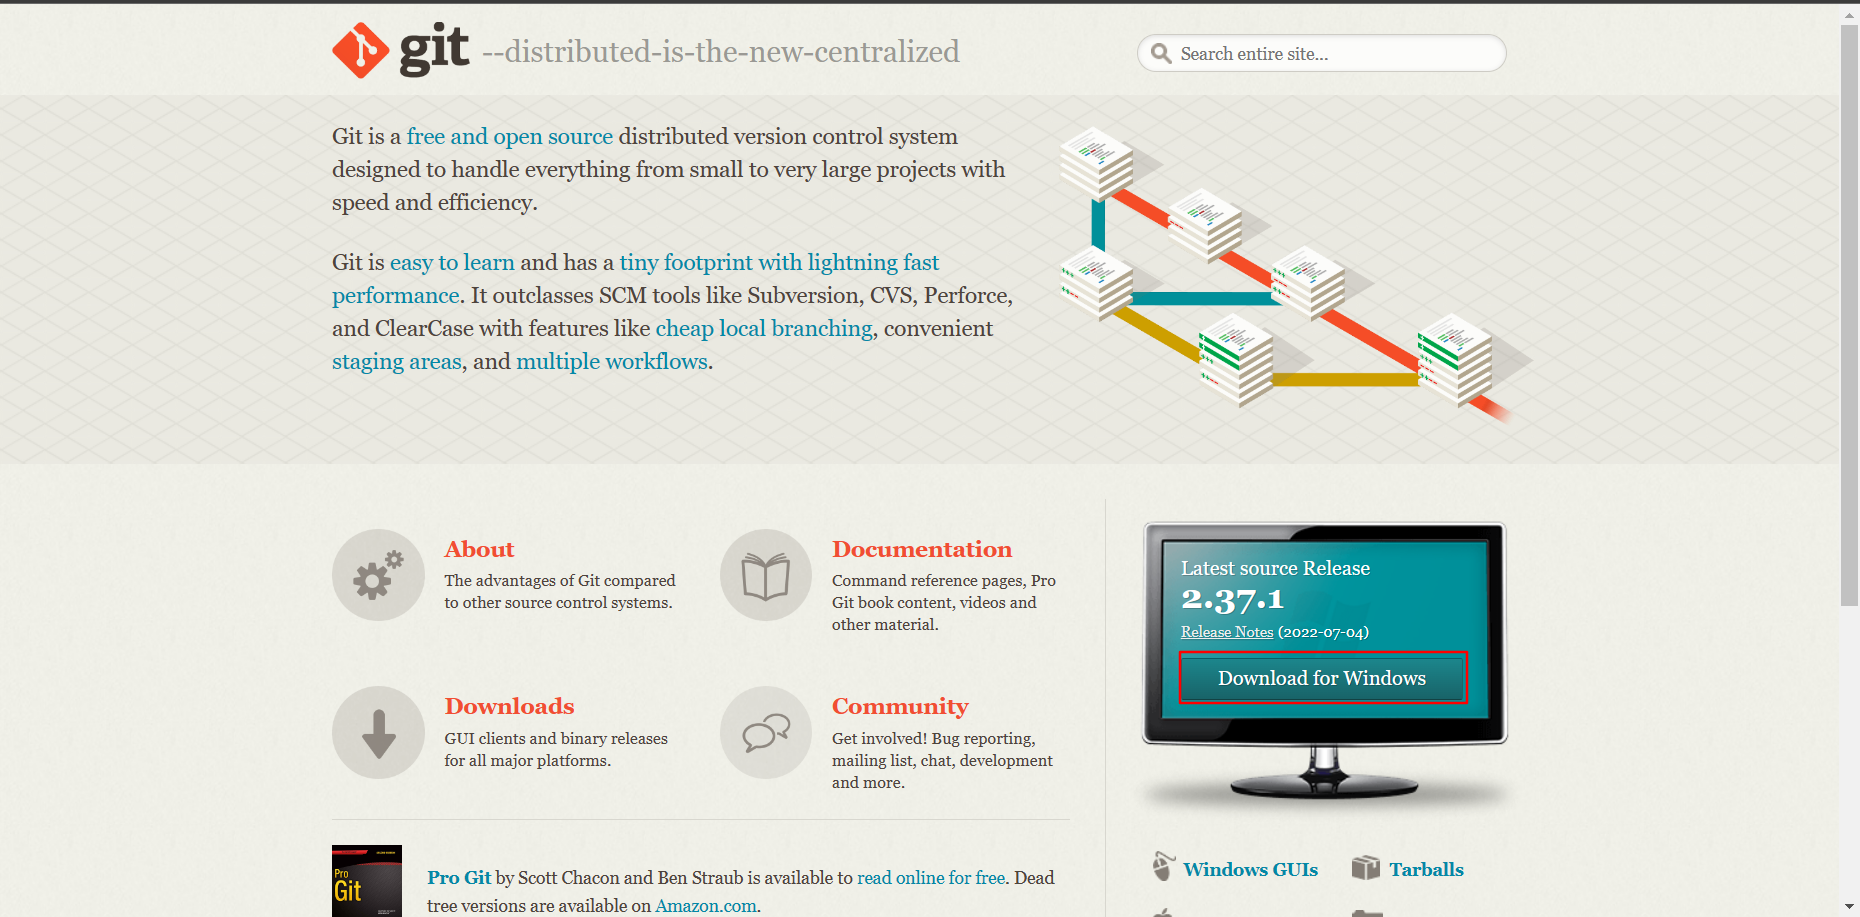 git --distributed-is-the-new-centralized
Search entire site...
Git is a free and open source distributed version control system
designed to handle everything from small to very large projects with
speed and efficiency.
Git is easy to learn and has a tiny footprint with lightning fast
performance. It outclasses SCM tools like Subversion, CVS, Perforce,
and ClearCase with features like cheap local branching, convenient
staging areas, and multiple workflows.
About
The advantages of Git compared
to other source control systems.
Documentation
Command reference pages, Pro
Git book content, videos and
other material.
Downloads
GUI clients and binary releases
for all major platforms.
Community
Get involved! Bug reporting,
mailing list, chat, development
and more.
Latest source Release
2.37.1
Release Notes (2022-07-04)
Download for Windows
Windows GUIs
Tarballs
Pro
Git
Pro Git by Scott Chacon and Ben Straub is available to read online for free. Dead
tree versions are available on Amazon.com.